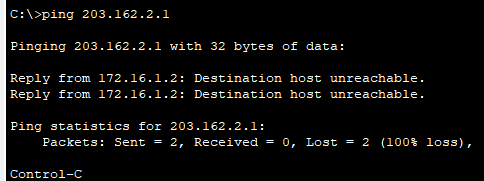 C:\>ping 203.162.2.1
Pinging 203.162.2.1 with 32 bytes of data:
Reply from 172.16.1.2: Destination host unreachable.
Reply from 172.16.1.2: Destination host unreachable.
Ping statistics for 203.162.2.1:
    Packets: Sent = 2, Received = 0, Lost = 2 (100% loss),
Control-C